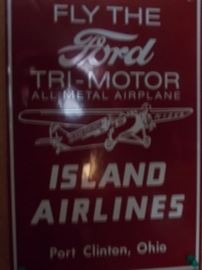 FLY THE
Ford
TRI-MOTOR
ALL METAL AIRPLANE
ISLAND
AIRLINES
Port Clinton, Ohio